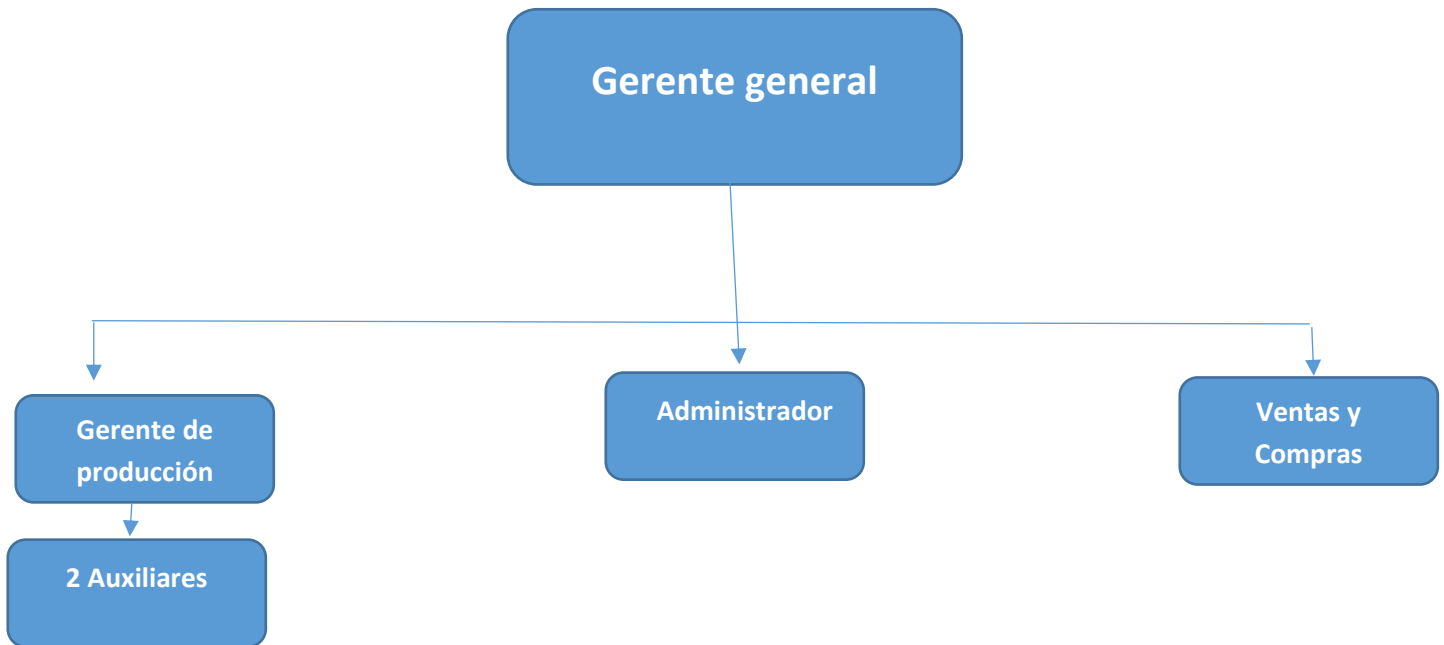 Gerente general
Administrador
Ventas y
Compras
Gerente de
producción
2 Auxiliares